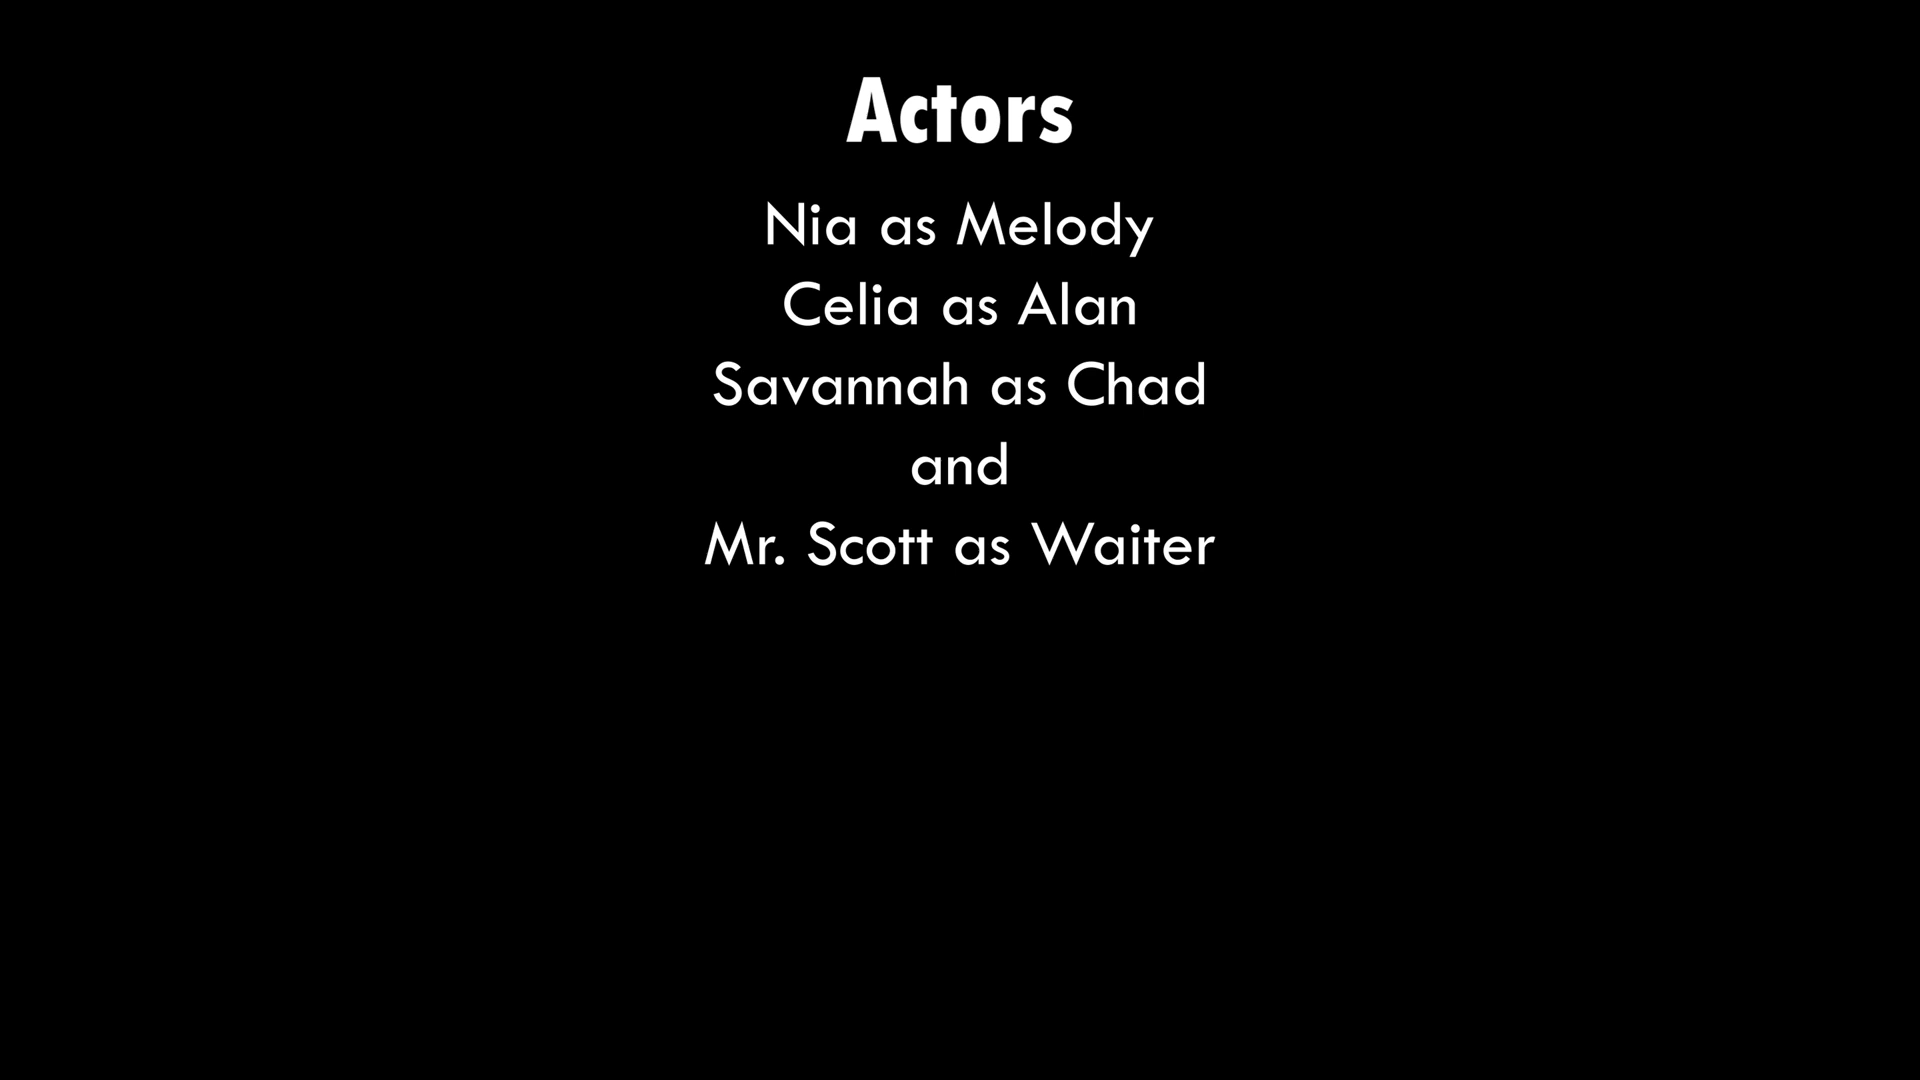 Actors
Nia as Melody
Celia as Alan
Savannah as Chad
and
Mr. Scott as Waiter